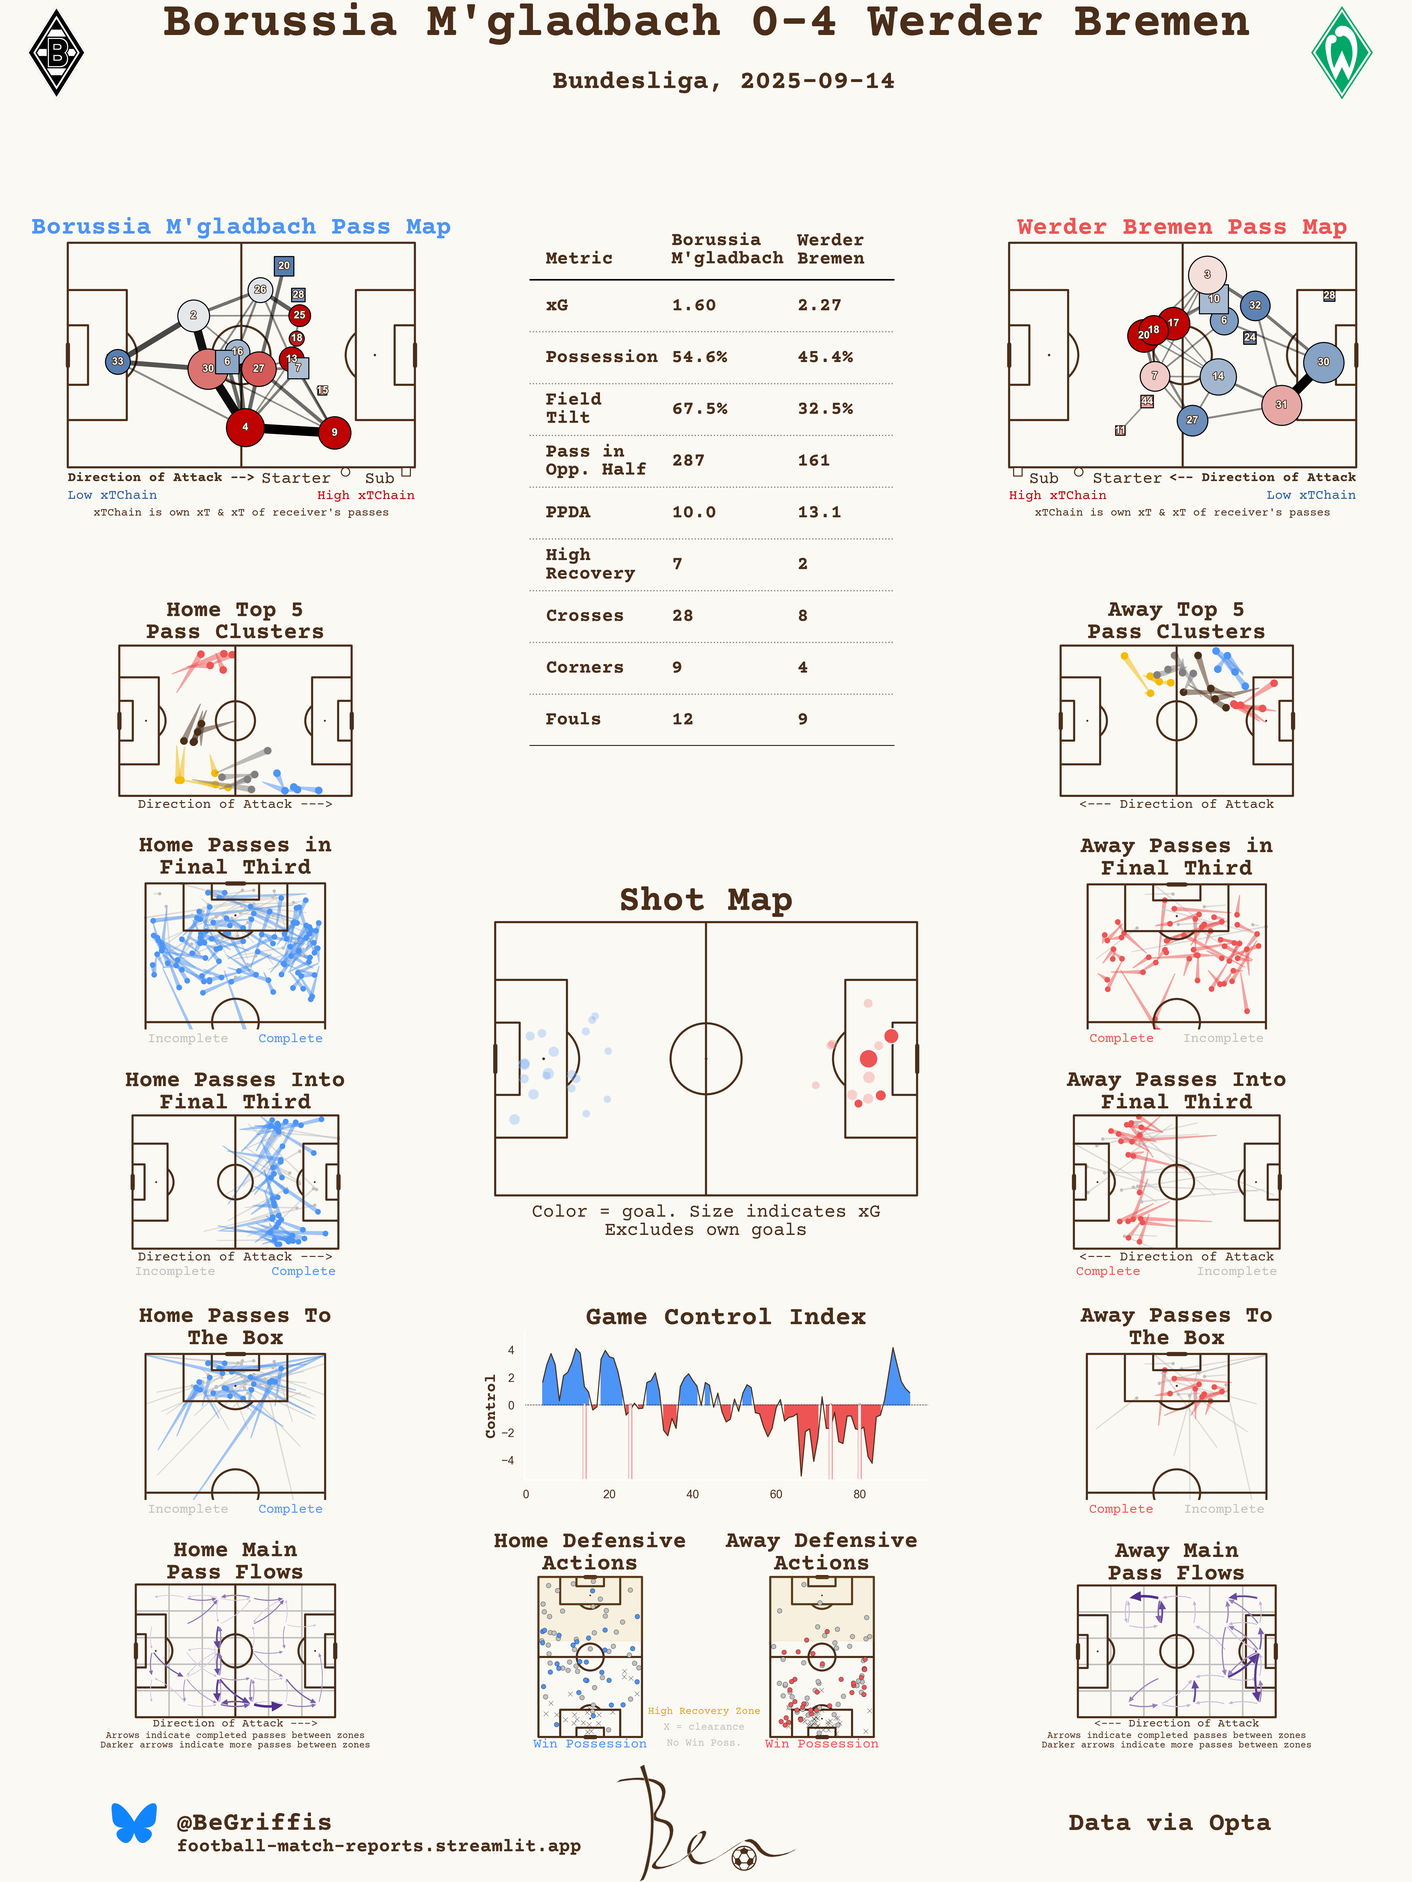 Borussia M'gladbach 0-4 Werder Bremen
Bundesliga, 2025-09-14
Borussia M'gladbach Pass Map
20
26
28
2
25
18
16
33
6
13
30
27
7
15
4
9
Direction of Attack --> Starter Sub
Low xTChain High xTChain
xTChain is own xT & xT of receiver's passes
Metric Borussia M'gladbach Werder Bremen
xG 1.60 2.27
Possession 54.6% 45.4%
Field Tilt 67.5% 32.5%
Pass in Opp. Half 287 161
PPDA 10.0 13.1
High Recovery 7 2
Crosses 28 8
Corners 9 4
Fouls 12 9
Werder Bremen Pass Map
3
10
28
32
6
17
18
20
24
30
7
14
44
31
27
11
Sub Starter <-- Direction of Attack
High xTChain Low xTChain
xTChain is own xT & xT of receiver's passes
Home Top 5
Pass Clusters
Direction of Attack --->
Away Top 5
Pass Clusters
<--- Direction of Attack
Home Passes in
Final Third
Incomplete Complete
Away Passes in
Final Third
Complete Incomplete
Shot Map
Color = goal. Size indicates xG
Excludes own goals
Home Passes Into
Final Third
Direction of Attack --->
Incomplete Complete
Away Passes Into
Final Third
<--- Direction of Attack
Complete Incomplete
Home Passes To
The Box
Incomplete Complete
Game Control Index
Control
4
2
0
−2
−4
0 20 40 60 80
Away Passes To
The Box
Complete Incomplete
Home Main
Pass Flows
Direction of Attack --->
Arrows indicate completed passes between zones
Darker arrows indicate more passes between zones
Home Defensive
Actions
Win Possession
High Recovery Zone
X = clearance
No Win Poss.
Away Defensive
Actions
Win Possession
Away Main
Pass Flows
<--- Direction of Attack
Arrows indicate completed passes between zones
Darker arrows indicate more passes between zones
@BeGriffis
football-match-reports.streamlit.app
Ben
Data via Opta